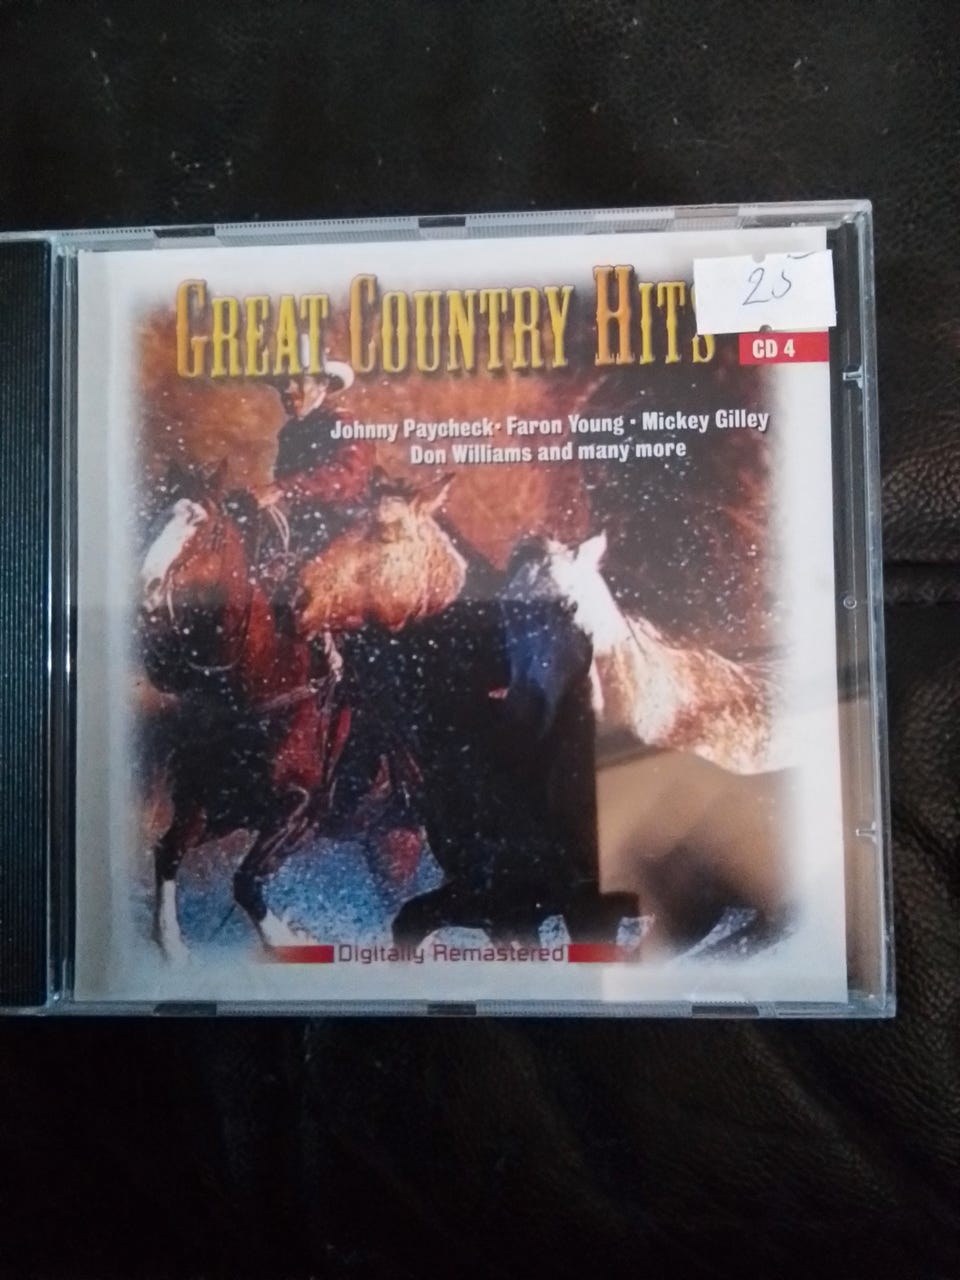 GREAT COUNTRY HITS
25
CD 4
Johnny Paycheck • Faron Young • Mickey Gilley
Don Williams and many more
Digitally Remastered